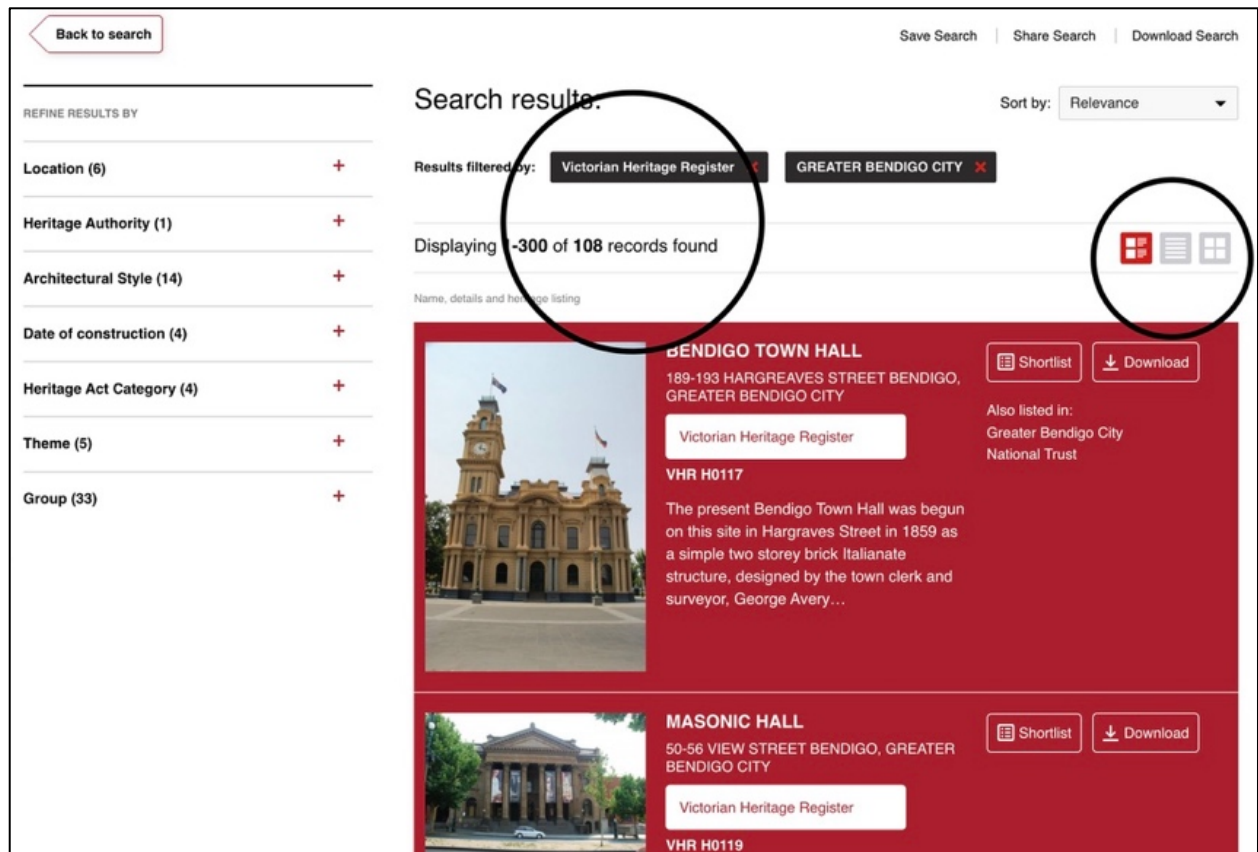 Back to search
Save Search
Share Search
Download Search
REFINE RESULTS BY
Location (6)
Heritage Authority (1)
Architectural Style (14)
Date of construction (4)
Heritage Act Category (4)
Theme (5)
Group (33)
Search results:
Sort by: Relevance
Results filtered by: Victorian Heritage Register GREATER BENDIGO CITY
Displaying 1-300 of 108 records found
Name, details and heritage listing
BENDIGO TOWN HALL
189-193 HARGREAVES STREET BENDIGO,
GREATER BENDIGO CITY
Victorian Heritage Register
VHR H0117
The present Bendigo Town Hall was begun
on this site in Hargraves Street in 1859 as
a simple two storey brick Italianate
structure, designed by the town clerk and
surveyor, George Avery…
Shortlist
Download
Also listed in:
Greater Bendigo City
National Trust
MASONIC HALL
50-56 VIEW STREET BENDIGO, GREATER
BENDIGO CITY
Victorian Heritage Register
VHR H0119
Shortlist
Download